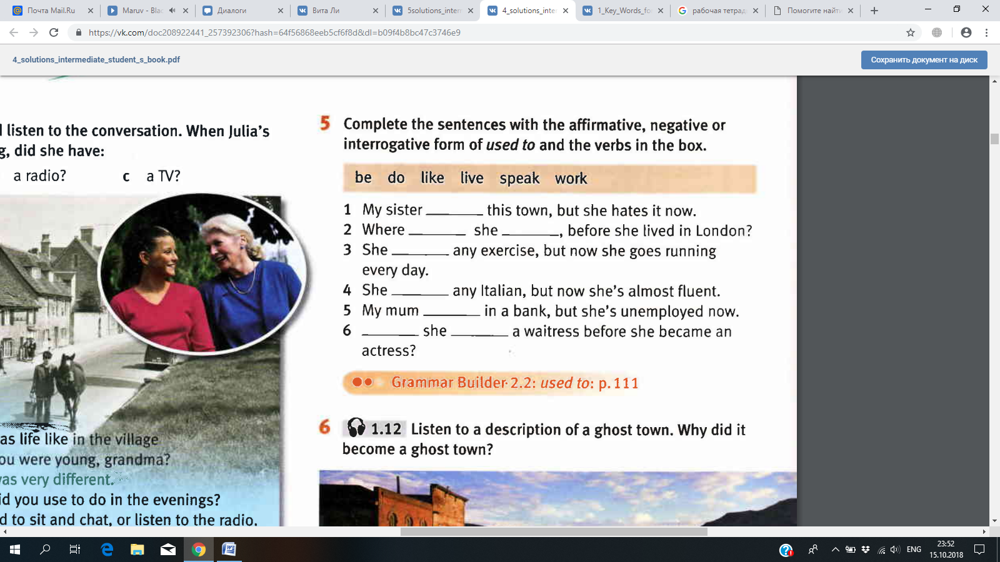 Почта Mail.Ru
Maruv - Blac
Диалоги
Вита Ли
5solutions_interm
4_solutions_inter
1_Key_Words_for
рабочая тетрадь
Помогите найти
https://vk.com/doc208922441_257392306?hash=64f56868eeb5cf6f8d&dl=b09f4b8bc47c3746e9
4_solutions_intermediate_student_s_book.pdf
Сохранить документ на диск
listen to the conversation. When Julia's
g, did she have:
a radio? c a TV?
as life like in the village
ou were young, grandma?
was very different.
id you use to do in the evenings?
d to sit and chat, or listen to the radio.
5 Complete the sentences with the affirmative, negative or
interrogative form of used to and the verbs in the box.
be do like live speak work
1 My sister ______ this town, but she hates it now.
2 Where ______ she ______, before she lived in London?
3 She ______ any exercise, but now she goes running
every day.
4 She ______ any Italian, but now she's almost fluent.
5 My mum ______ in a bank, but she's unemployed now.
6 ______ she ______ a waitress before she became an
actress?
Grammar Builder 2.2: used to: p. 111
6 1.12 Listen to a description of a ghost town. Why did it
become a ghost town?
ENG
23:52
15.10.2018